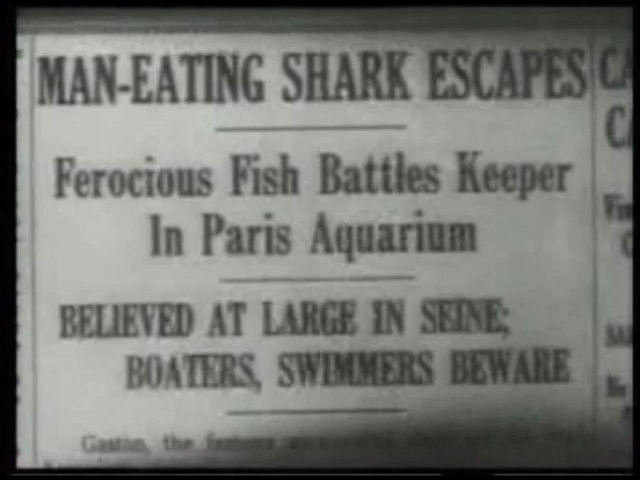 MAN-EATING SHARK ESCAPES
Ferocious Fish Battles Keeper
In Paris Aquarium
BELIEVED AT LARGE IN SEINE;
BOATERS, SWIMMERS BEWARE
Gaston, the